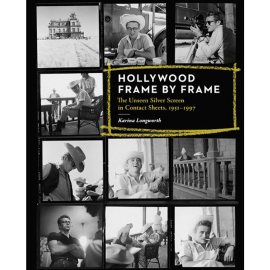 HOLLYWOOD
FRAME BY FRAME
The Unseen Silver Screen
in Contact Sheets, 1951–1997
Karina Longworth